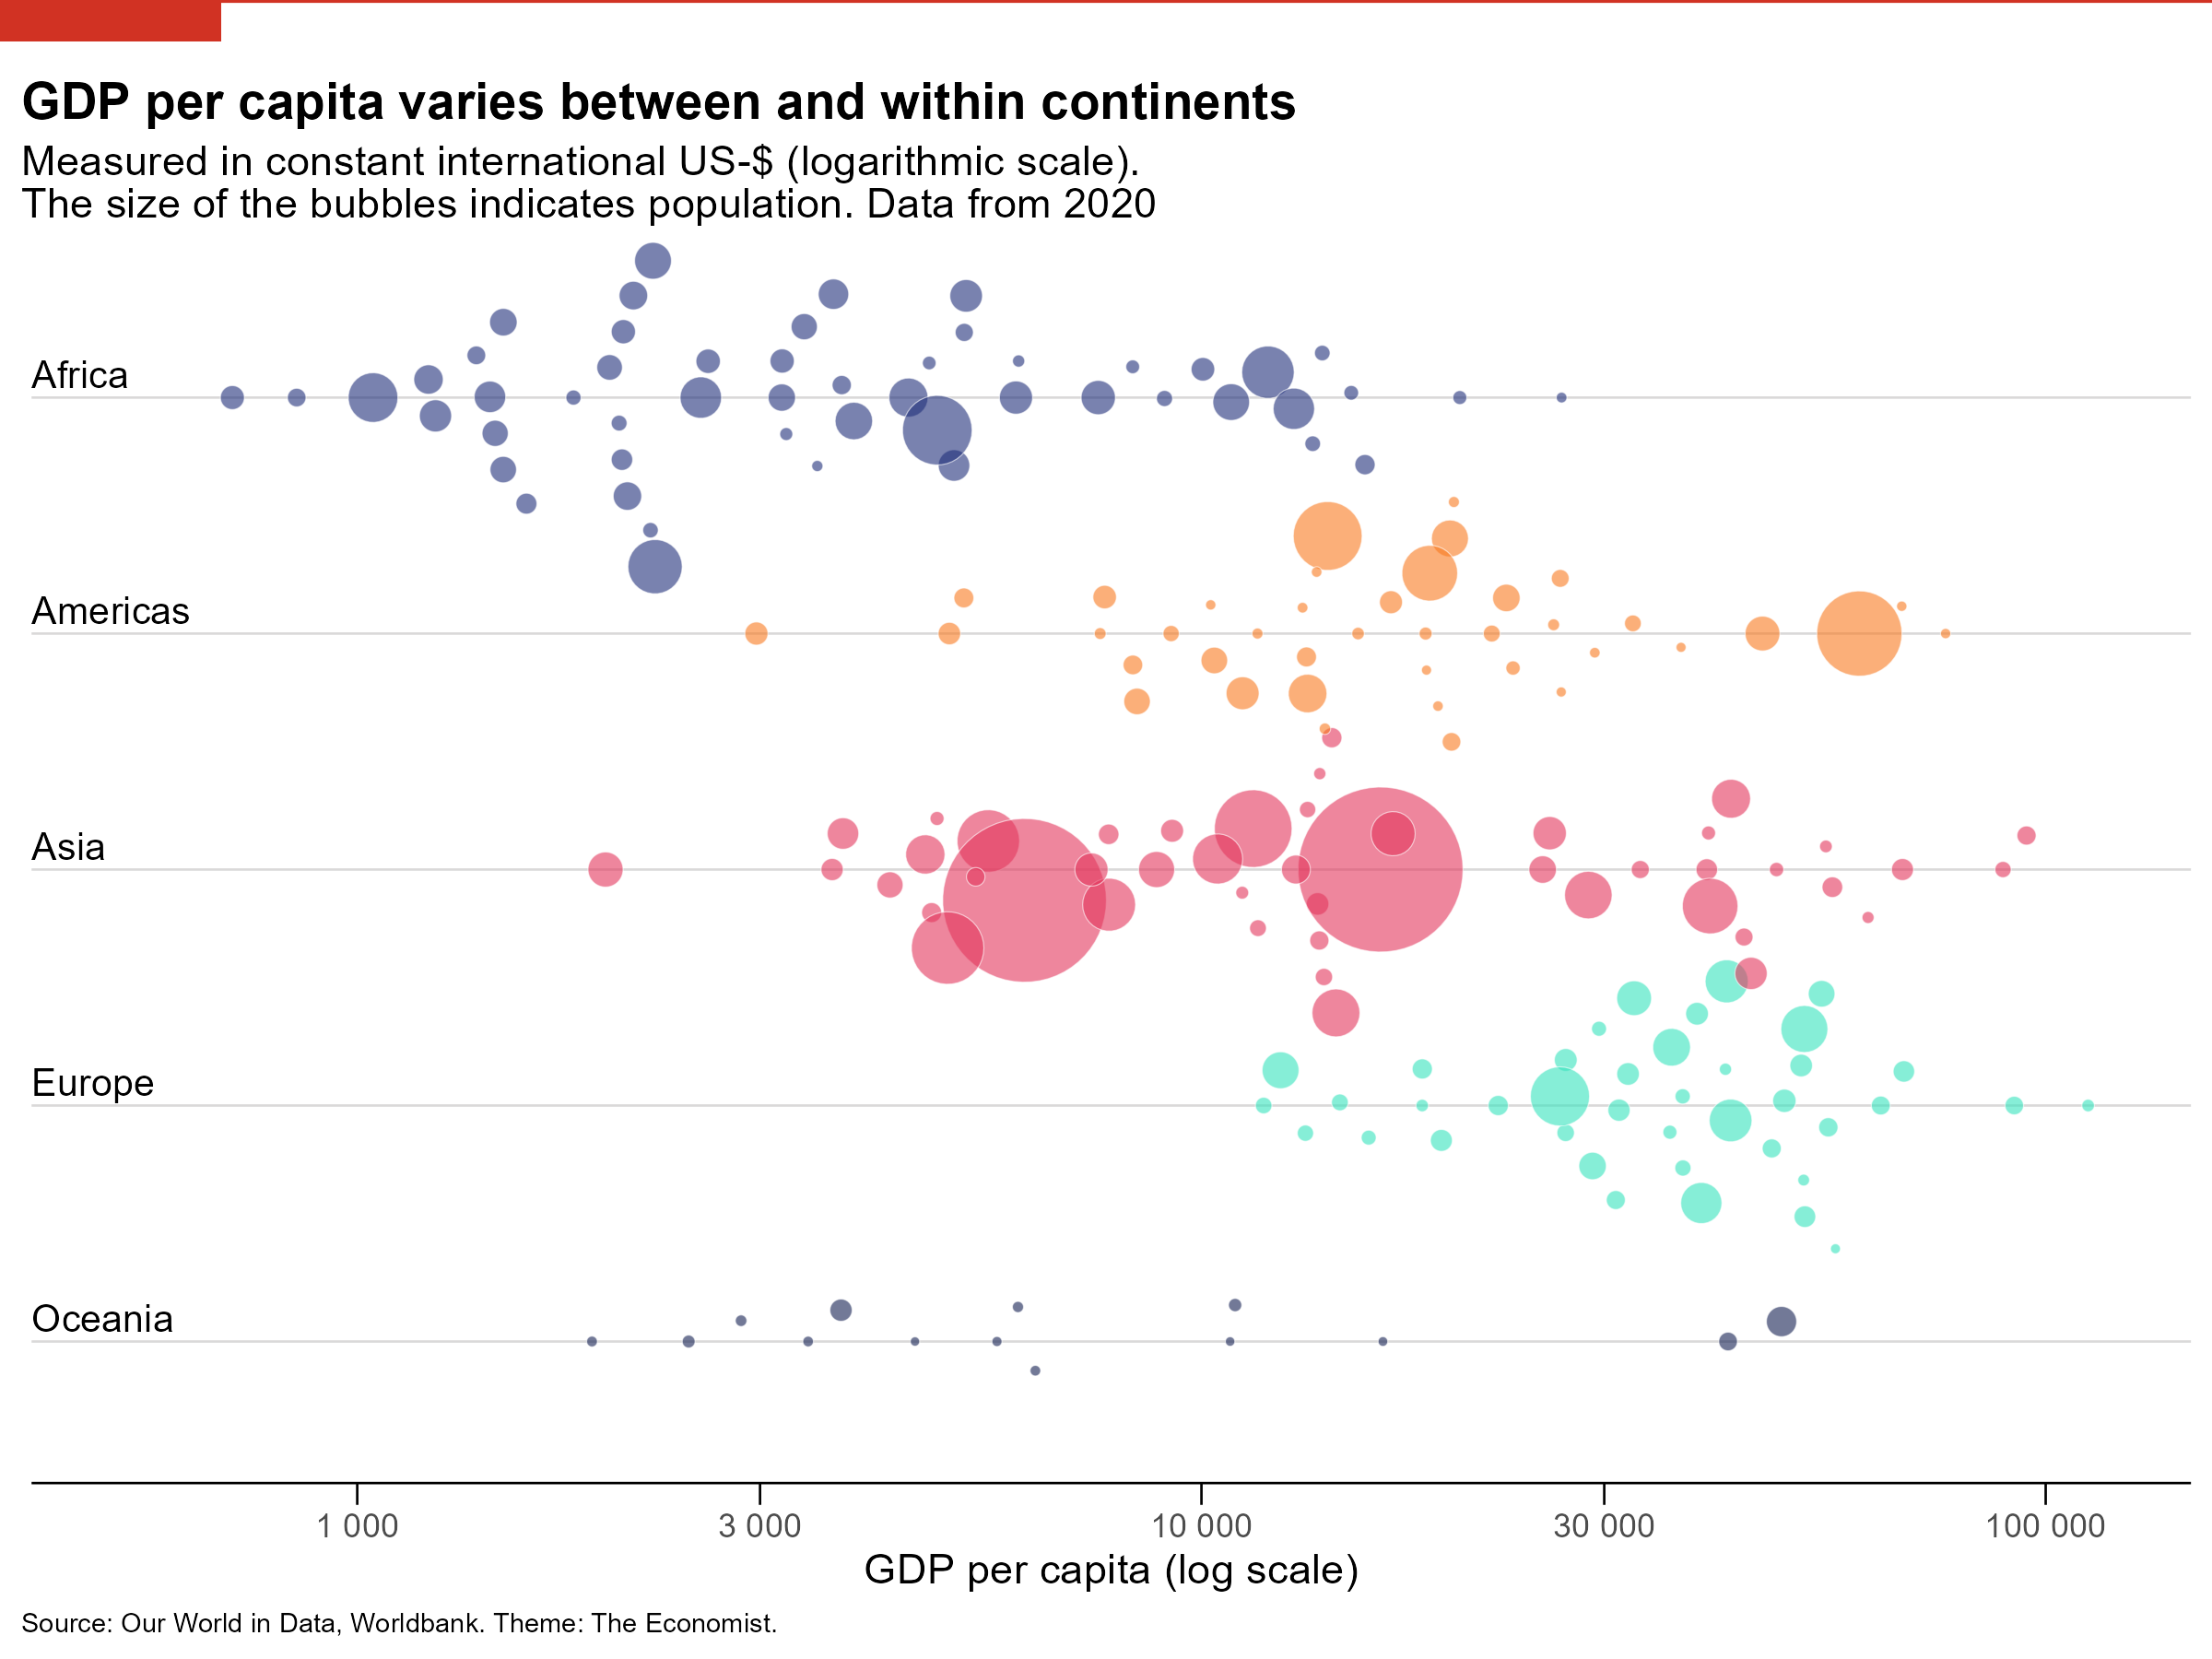 GDP per capita varies between and within continents
Measured in constant international US-$ (logarithmic scale).
The size of the bubbles indicates population. Data from 2020
Africa
Americas
Asia
Europe
Oceania
1 000
3 000
10 000
30 000
100 000
GDP per capita (log scale)
Source: Our World in Data, Worldbank. Theme: The Economist.